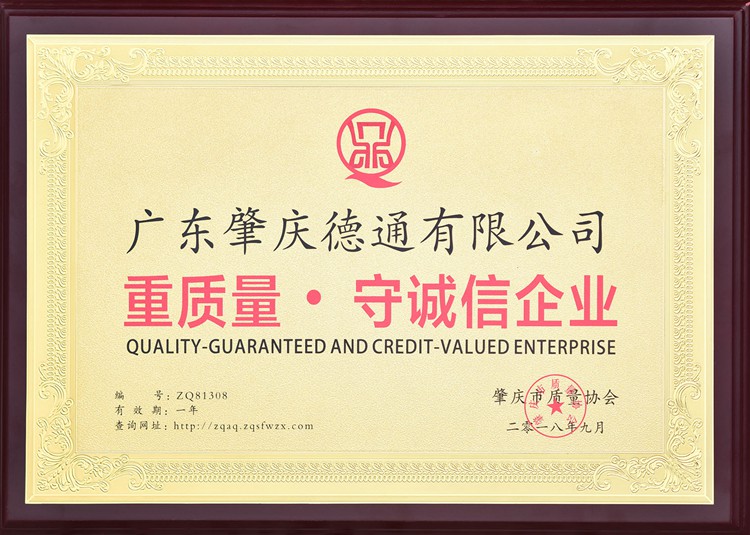 广东肇庆德通有限公司
重质量·守诚信企业
QUALITY-GUARANTEED AND CREDIT-VALUED ENTERPRISE
编 号:ZQ81308
有 效 期:一年
查询网址:http://zqaq.zqsfwzx.com
肇庆市质量协会
二零一八年九月